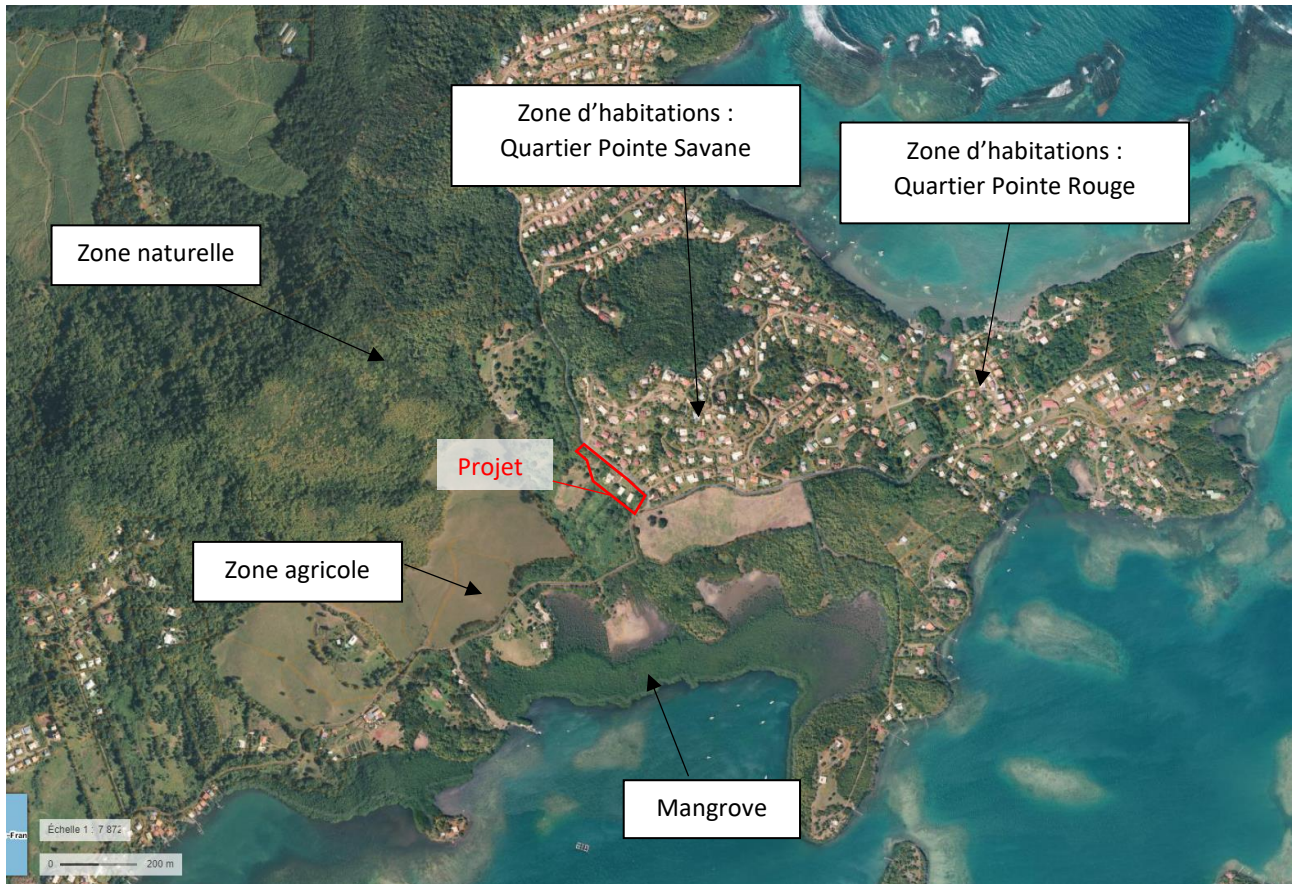 Zone d'habitations :
Quartier Pointe Savane
Zone d'habitations :
Quartier Pointe Rouge
Zone naturelle
Projet
Zone agricole
Mangrove
-Fran
Échelle 1 : 7 872
0 200 m